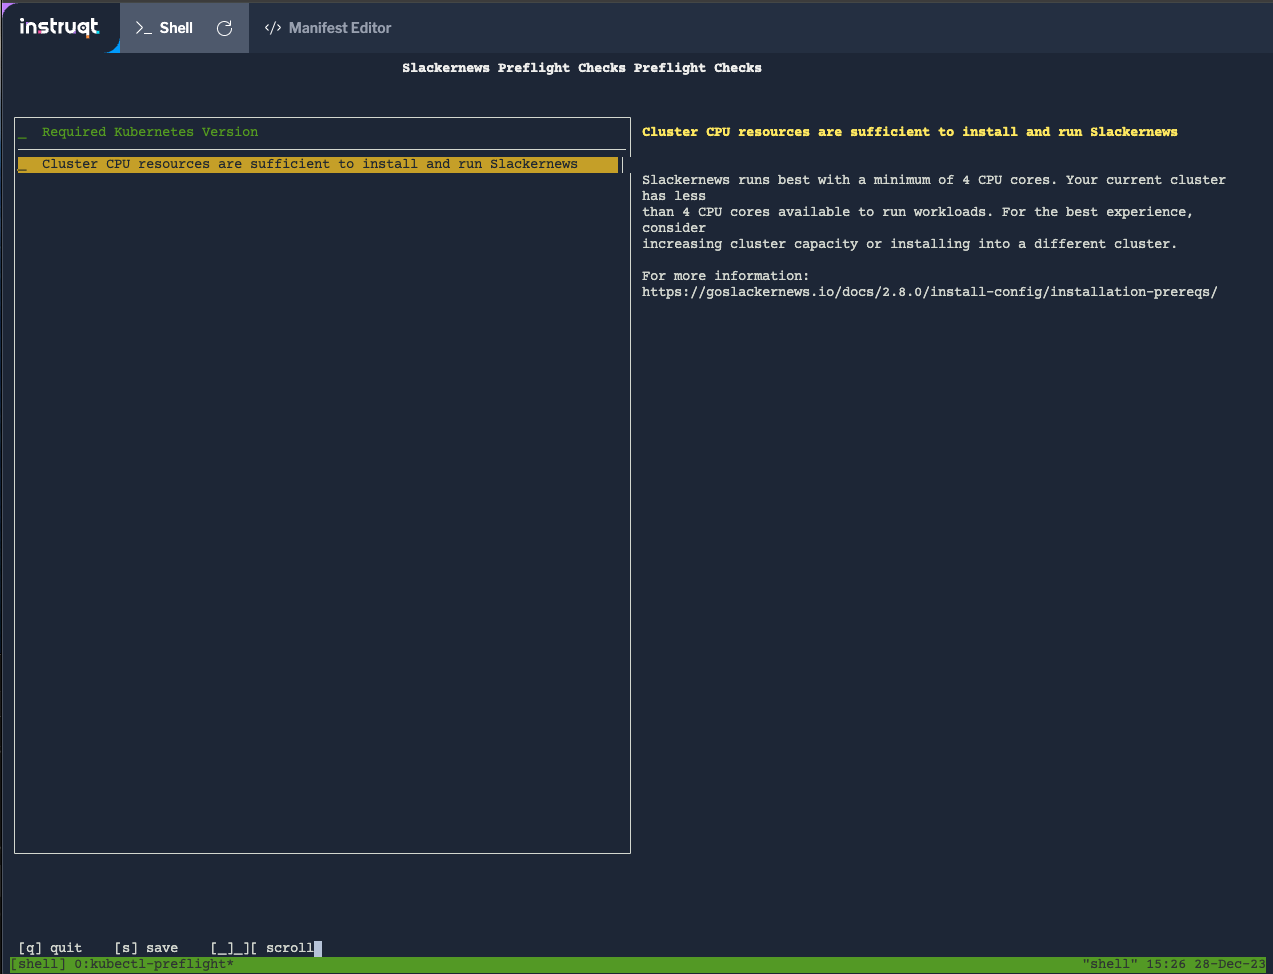 instruqt
>_ Shell
</> Manifest Editor
Slackernews Preflight Checks Preflight Checks
_ Required Kubernetes Version
_ Cluster CPU resources are sufficient to install and run Slackernews
Cluster CPU resources are sufficient to install and run Slackernews
Slackernews runs best with a minimum of 4 CPU cores. Your current cluster
has less
than 4 CPU cores available to run workloads. For the best experience,
consider
increasing cluster capacity or installing into a different cluster.
For more information:
https://goslackernews.io/docs/2.8.0/install-config/installation-prereqs/
[q] quit [s] save [_]_][ scroll
[shell] 0:kubectl-preflight* "shell" 15:26 28-Dec-23